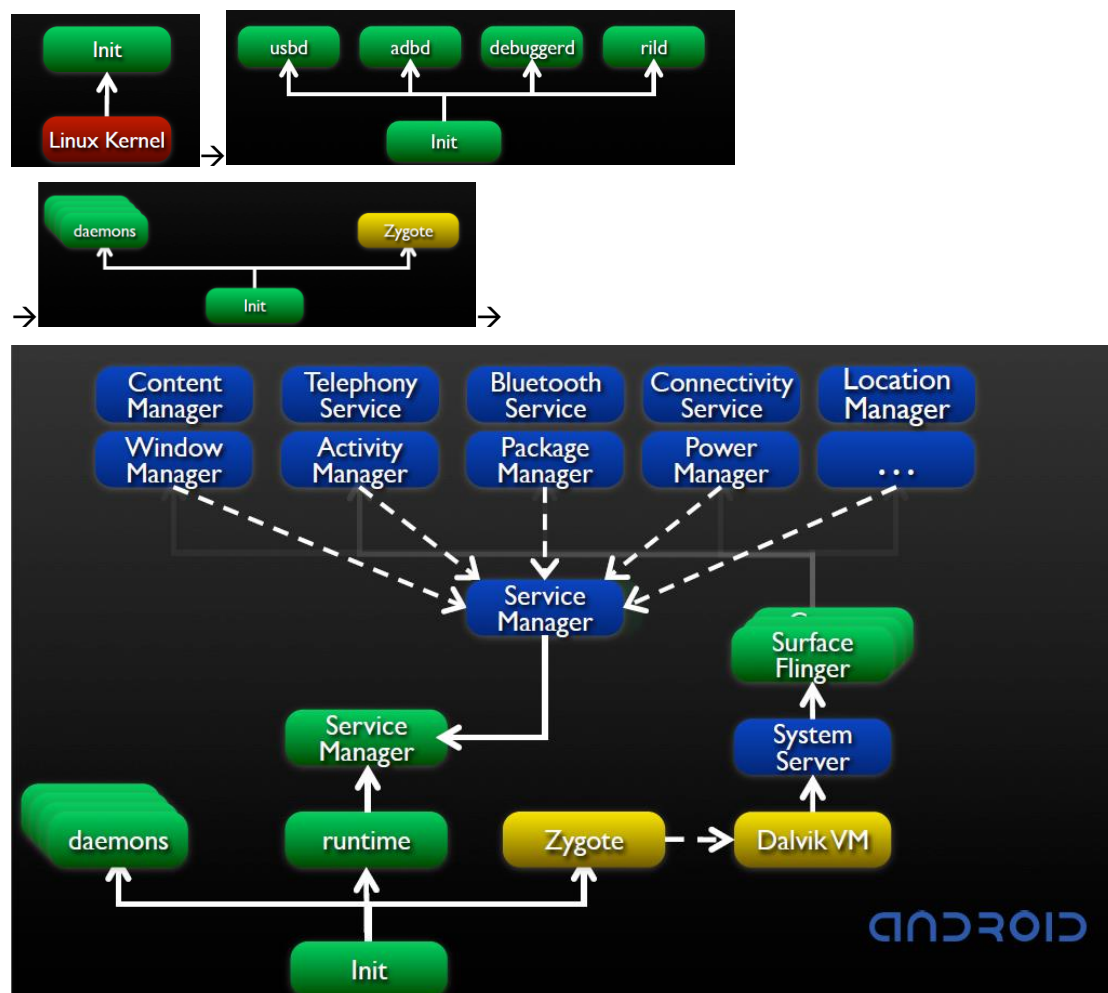 Init
Linux Kernel
→
usbd adbd debuggerd rild
Init
→
daemons Zygote
Init
→
Content
Manager
Telephony
Service
Bluetooth
Service
Connectivity
Service
Location
Manager
Window
Manager
Activity
Manager
Package
Manager
Power
Manager
...
Service
Manager
Surface
Flinger
Service
Manager
System
Server
daemons
runtime
Zygote
Dalvik VM
Init
ANDROID